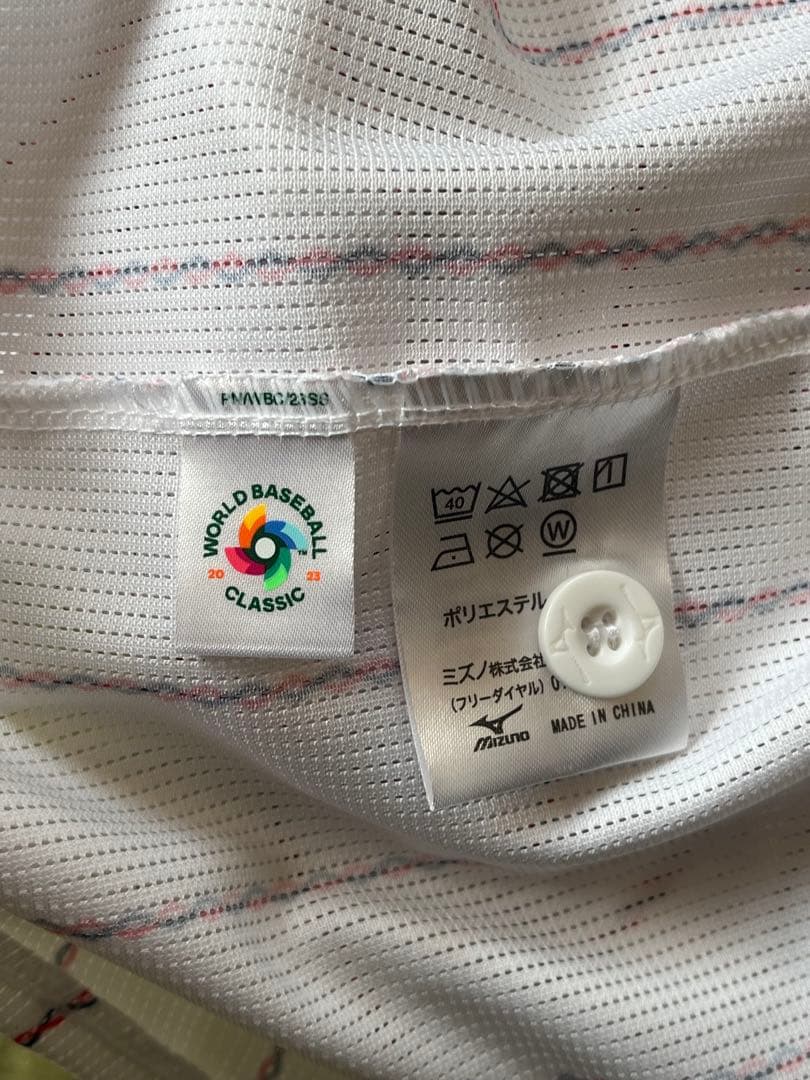 WORLD BASEBALL
20 23
CLASSIC
40
W
ポリエステル
ミズノ株式会社
(フリーダイヤル) 0
MIZUNO
MADE IN CHINA